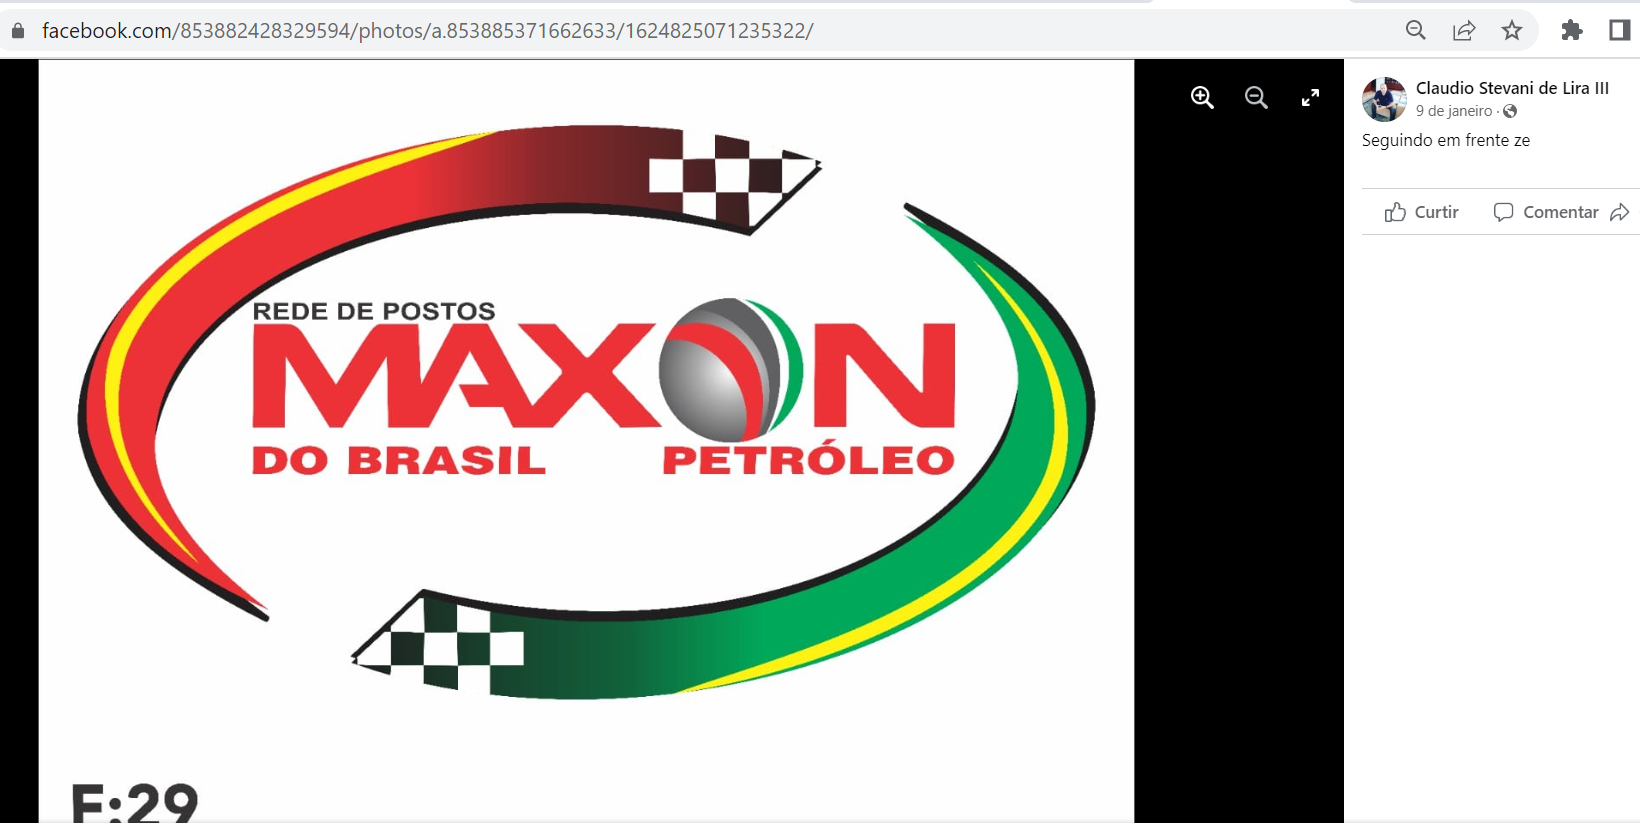 facebook.com/853882428329594/photos/a.853885371662633/1624825071235322/
REDE DE POSTOS
MAXON
DO BRASIL PETRÓLEO
F:29
Claudio Stevani de Lira III
9 de janeiro ·
Seguindo em frente ze
Curtir Comentar